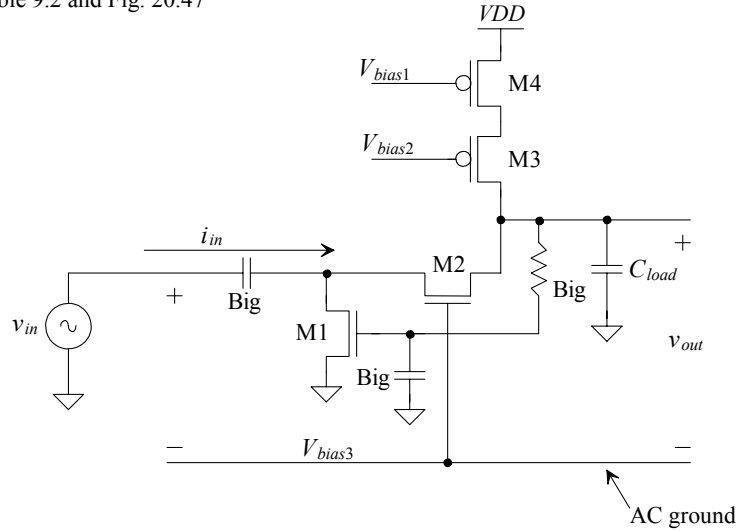 ble 9.2 and Fig. 20.47
VDD
Vbias1
M4
Vbias2
M3
iin
M2
+
+
Big
Big
Cload
vin
M1
Big
vout
Vbias3
AC ground